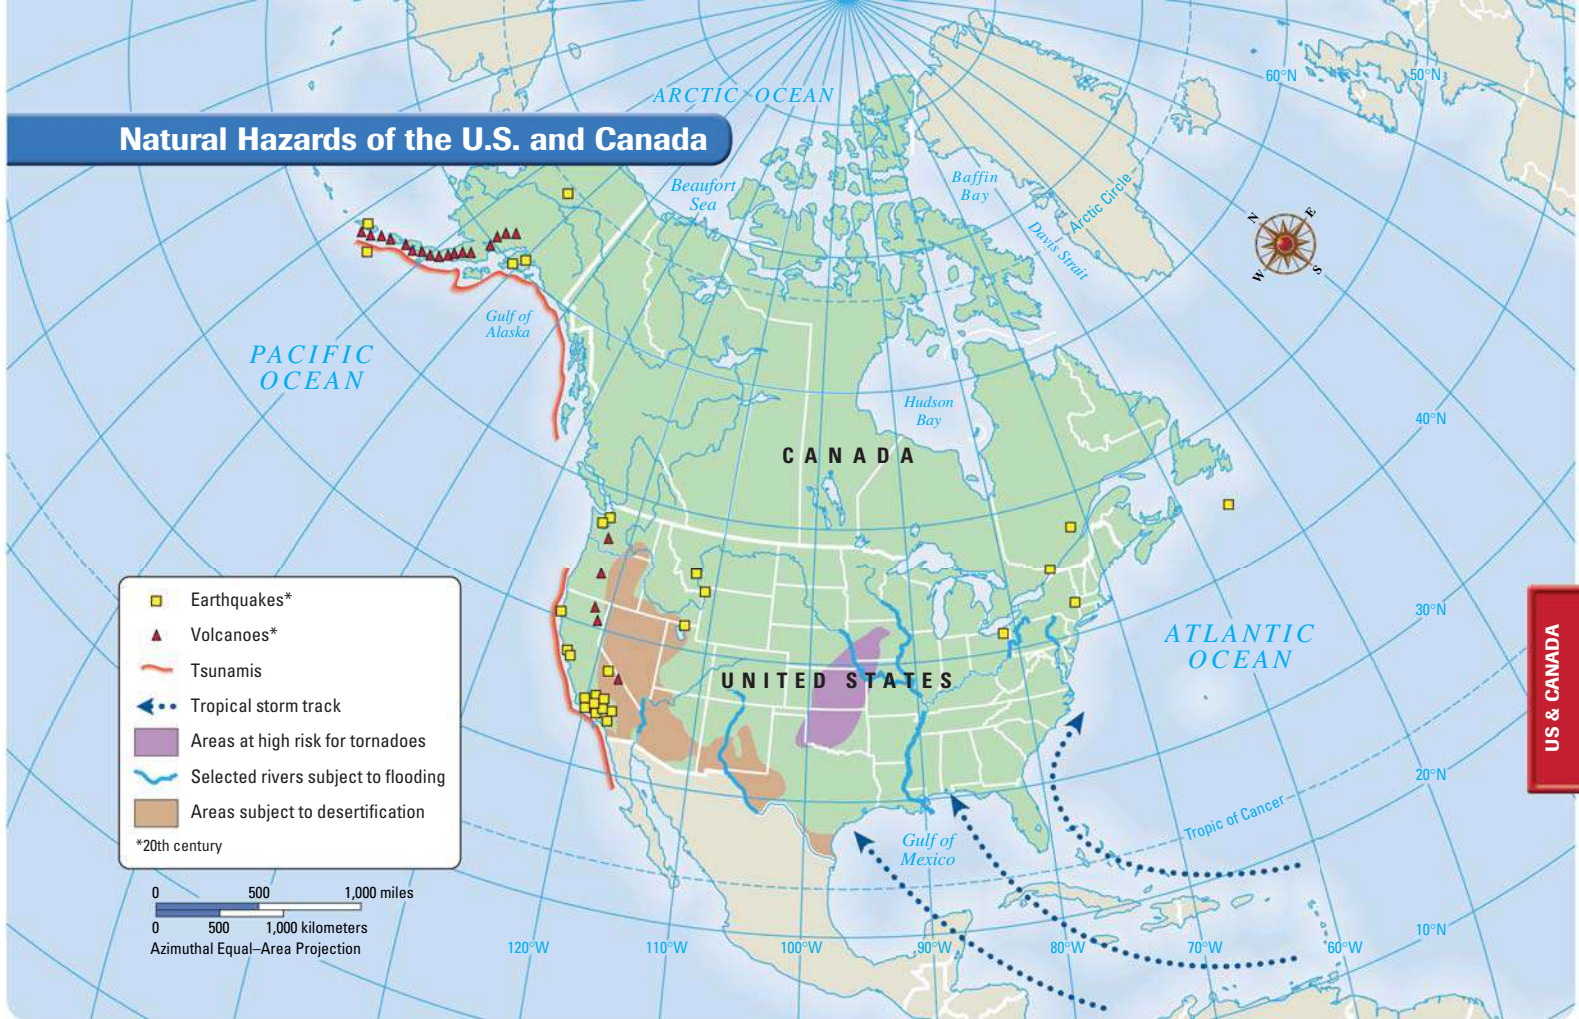 Natural Hazards of the U.S. and Canada
ARCTIC OCEAN
60°N
50°N
Beaufort
Sea
Baffin
Bay
Arctic Circle
Davis Strait
N
E
W
S
Gulf of
Alaska
PACIFIC
OCEAN
Hudson
Bay
CANADA
40°N
30°N
ATLANTIC
OCEAN
UNITED STATES
US & CANADA
20°N
Tropic of Cancer
Gulf of
Mexico
10°N
120°W
110°W
100°W
90°W
80°W
70°W
60°W
Earthquakes*
Volcanoes*
Tsunamis
Tropical storm track
Areas at high risk for tornadoes
Selected rivers subject to flooding
Areas subject to desertification
*20th century
0 500 1,000 miles
0 500 1,000 kilometers
Azimuthal Equal–Area Projection